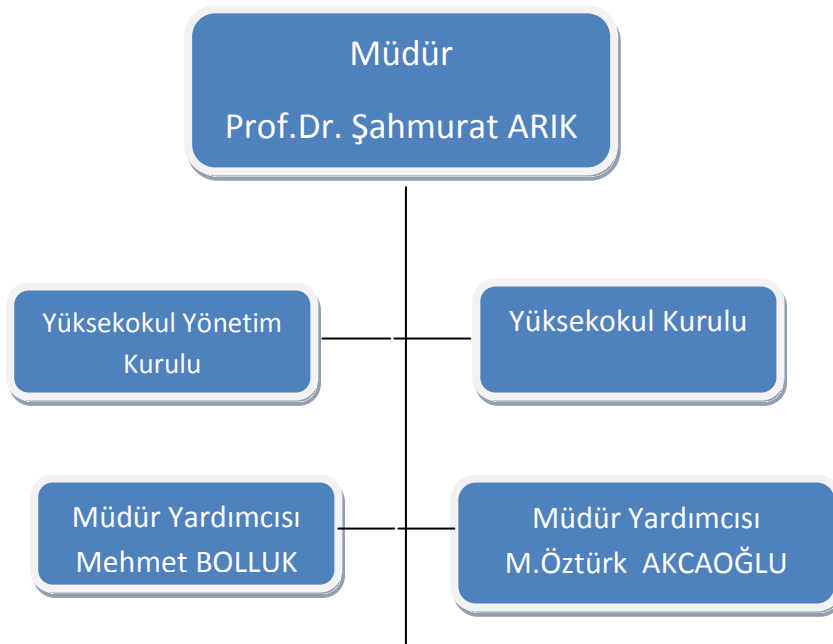 Müdür
Prof.Dr. Şahmurat ARIK
Yüksekokul Yönetim
Kurulu
Yüksekokul Kurulu
Müdür Yardımcısı
Mehmet BOLLUK
Müdür Yardımcısı
M.Öztürk AKCAOĞLU